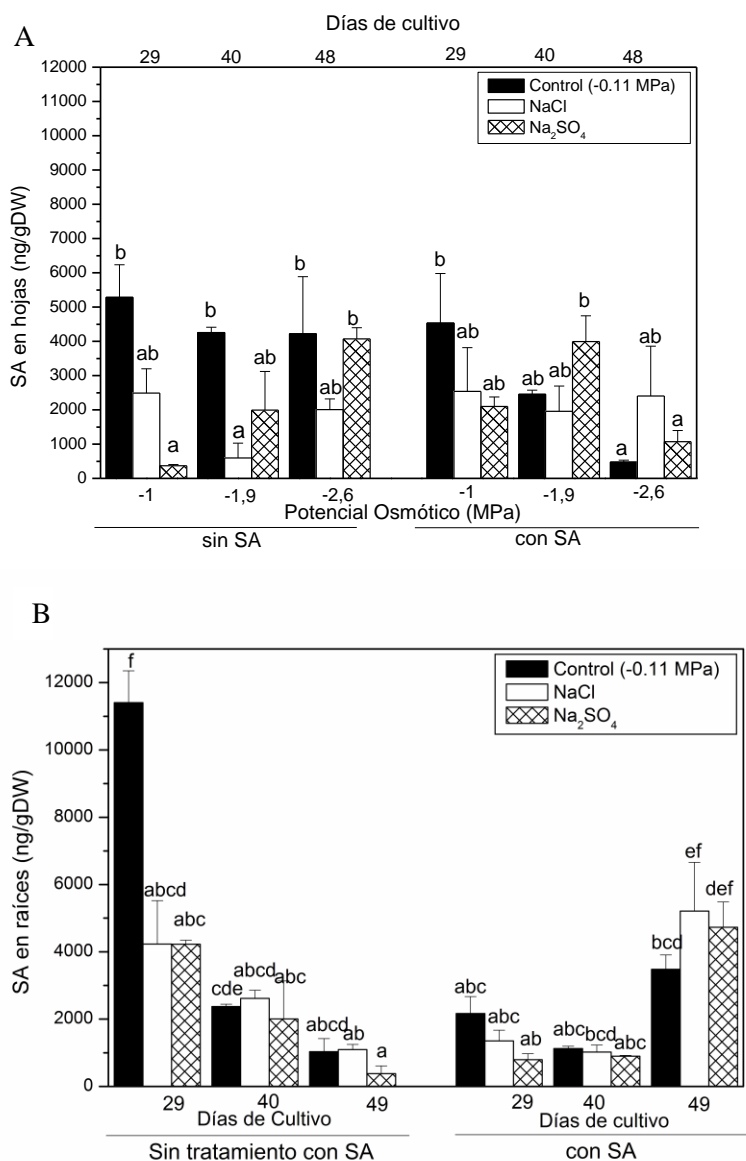 A
Días de cultivo
29 40 48 29 40 48
12000
11000
10000
9000
8000
7000
6000
5000
4000
3000
2000
1000
0
SA en hojas (ng/gDW)
Control (-0.11 MPa)
NaCl
Na2SO4
b ab a b a ab b ab b b ab ab ab ab b a ab a
-1 -1,9 -2,6 -1 -1,9 -2,6
Potencial Osmótico (MPa)
sin SA con SA
B
12000
10000
8000
6000
4000
2000
0
SA en raíces (ng/gDW)
Control (-0.11 MPa)
NaCl
Na2SO4
f abcd abc cde abcd abc abcd ab a abc abc ab abc bcd abc bcd ef def
29 40 49 29 40 49
Días de Cultivo Días de cultivo
Sin tratamiento con SA con SA